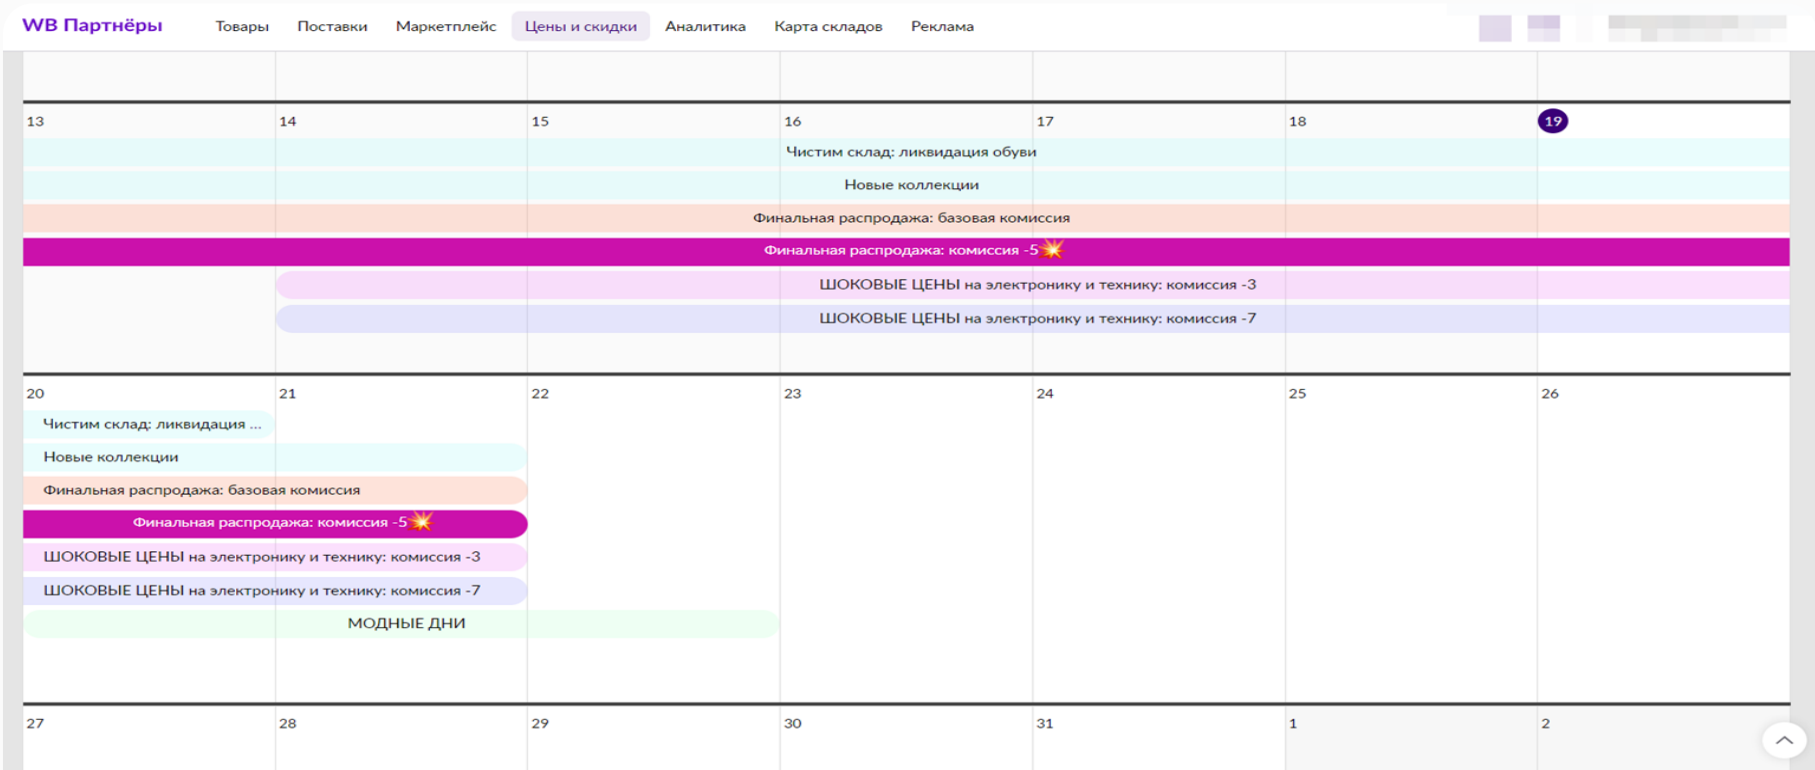 WB Партнёры Товары Поставки Маркетплейс Цены и скидки Аналитика Карта складов Реклама
13 14 15 16 17 18 19
Чистим склад: ликвидация обуви
Новые коллекции
Финальная распродажа: базовая комиссия
Финальная распродажа: комиссия -5💥
ШОКОВЫЕ ЦЕНЫ на электронику и технику: комиссия -3
ШОКОВЫЕ ЦЕНЫ на электронику и технику: комиссия -7
20 21 22 23 24 25 26
Чистим склад: ликвидация ...
Новые коллекции
Финальная распродажа: базовая комиссия
Финальная распродажа: комиссия -5💥
ШОКОВЫЕ ЦЕНЫ на электронику и технику: комиссия -3
ШОКОВЫЕ ЦЕНЫ на электронику и технику: комиссия -7
МОДНЫЕ ДНИ
27 28 29 30 31 1 2